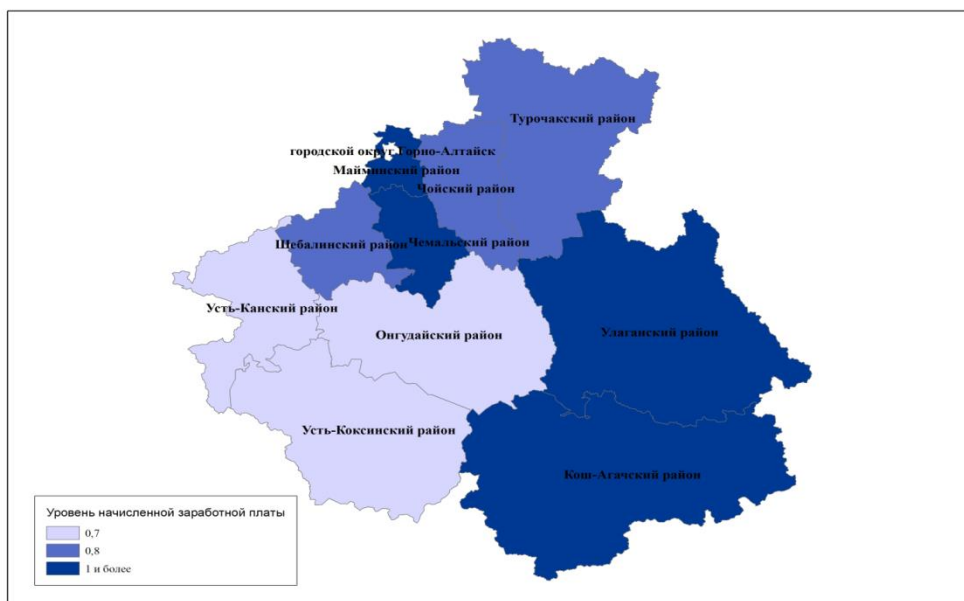 Турочакский район
городской округ Горно-Алтайск
Майминский район
Чойский район
Шебалинский район
Чемальский район
Усть-Канский район
Онгудайский район
Улаганский район
Усть-Коксинский район
Кош-Агачский район
Уровень начисленной заработной платы
0,7
0,8
1 и более